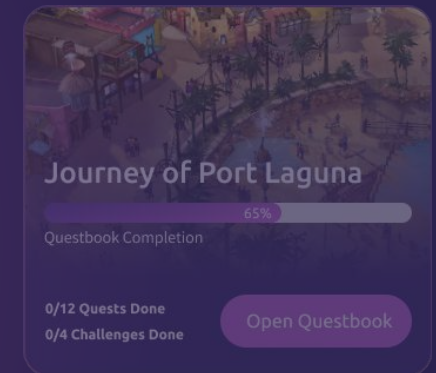 Journey of Port Laguna
65%
Questbook Completion
0/12 Quests Done
0/4 Challenges Done
Open Questbook